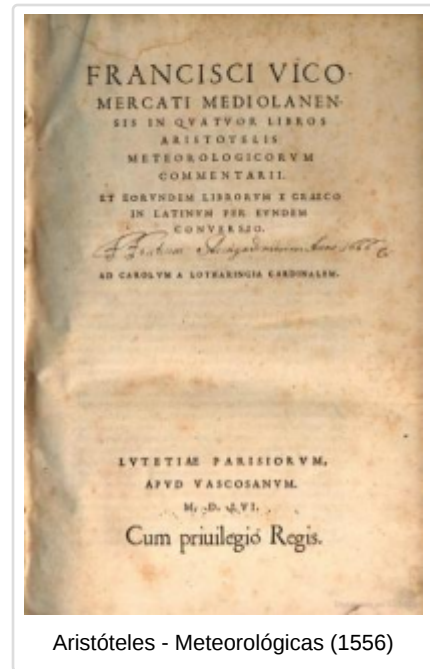 FRANCISCI VICO-
MERCATI MEDIOLANEN-
SIS IN QVATVOR LIBROS
ARISTOTELIS
METEOROLOGICORVM
COMMENTARII.
ET EORVNDEM LIBRORVM E GRAECO
IN LATINVM PER EVNDEM
CONVERSIO.
AD CAROLVM A LOTHARINGIA CARDINALEM.
LVTETIAE PARISIORVM,
APVD VASCOSANVM.
M. D. LVI.
Cum priuilegio Regis.
Aristóteles - Meteorológicas (1556)